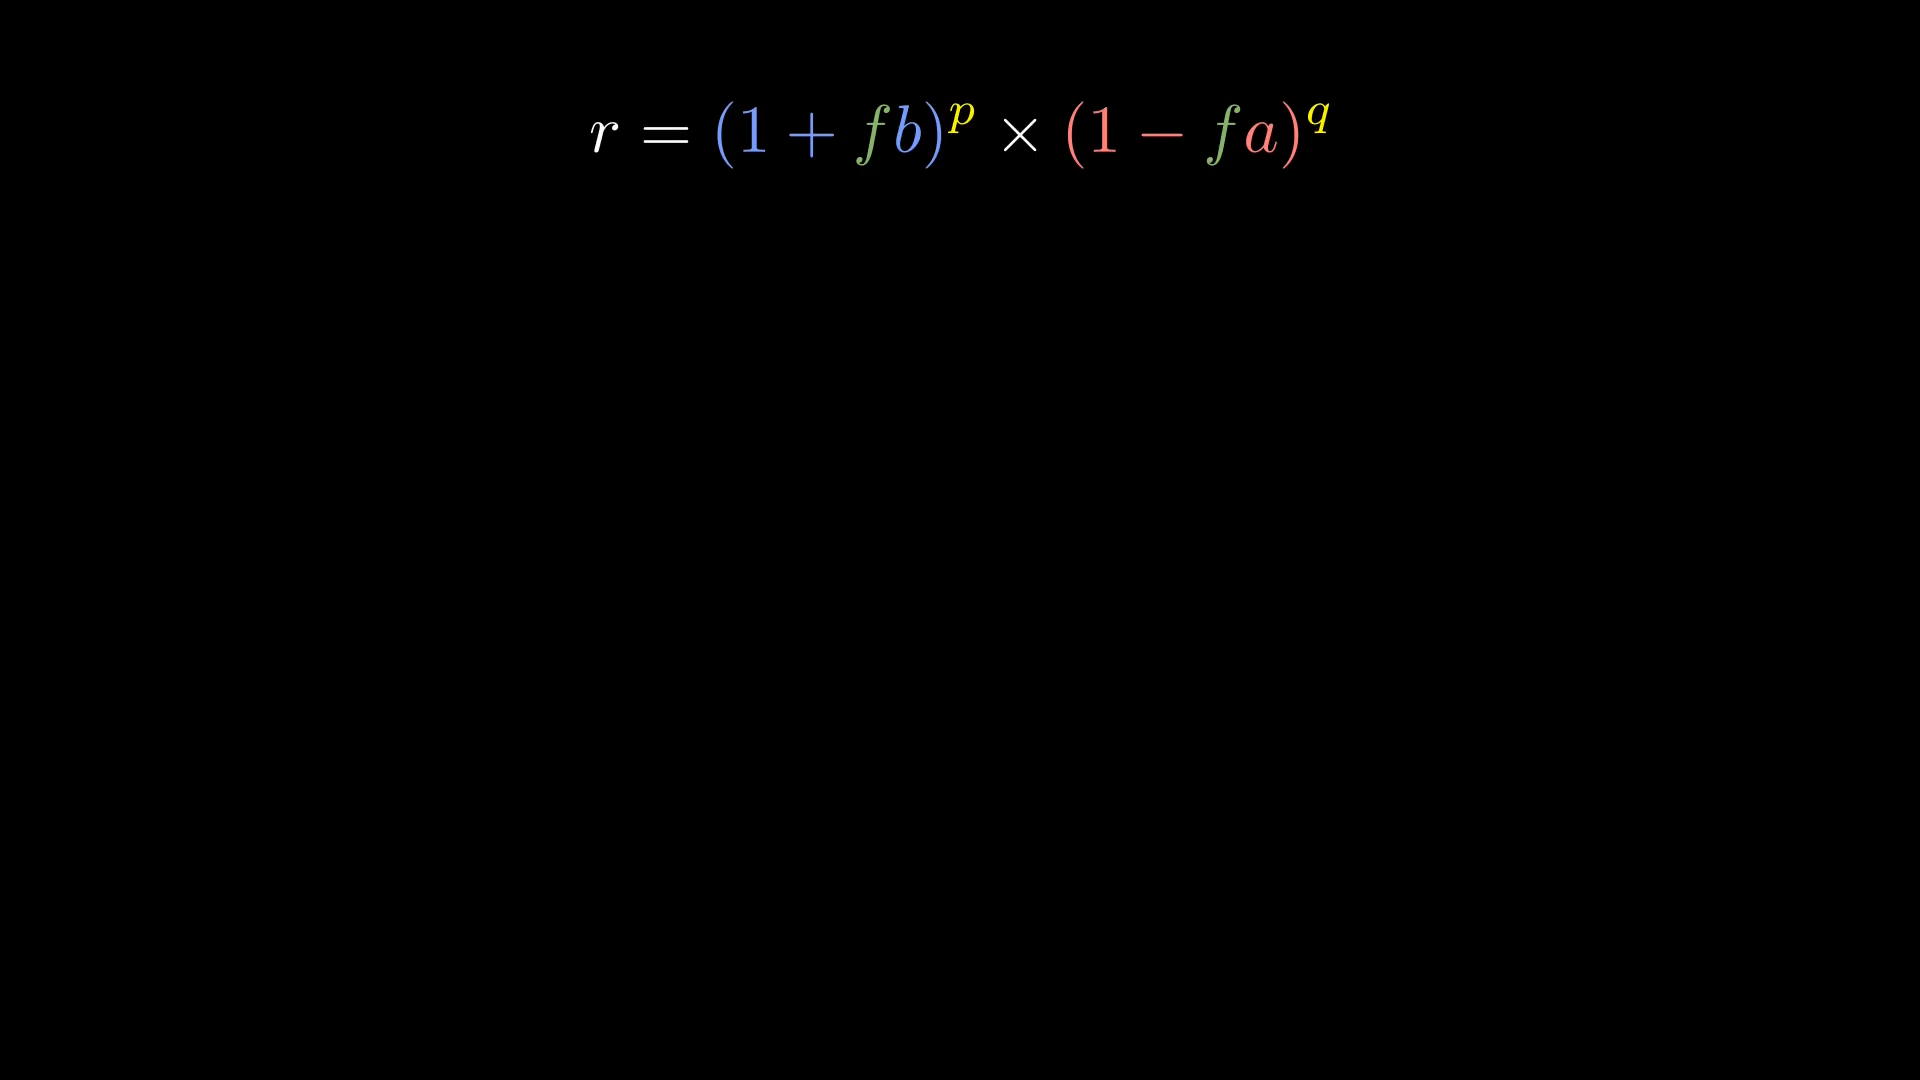 r = (1 + fb)^p × (1 − fa)^q